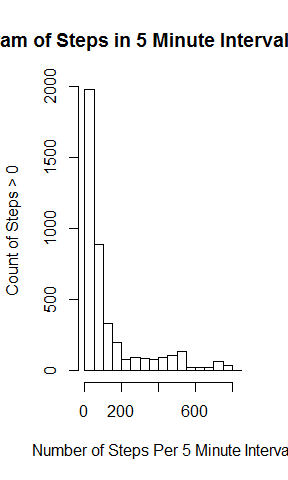 am of Steps in 5 Minute Interval
Count of Steps > 0
2000
1500
1000
500
0
0 200 600
Number of Steps Per 5 Minute Interva